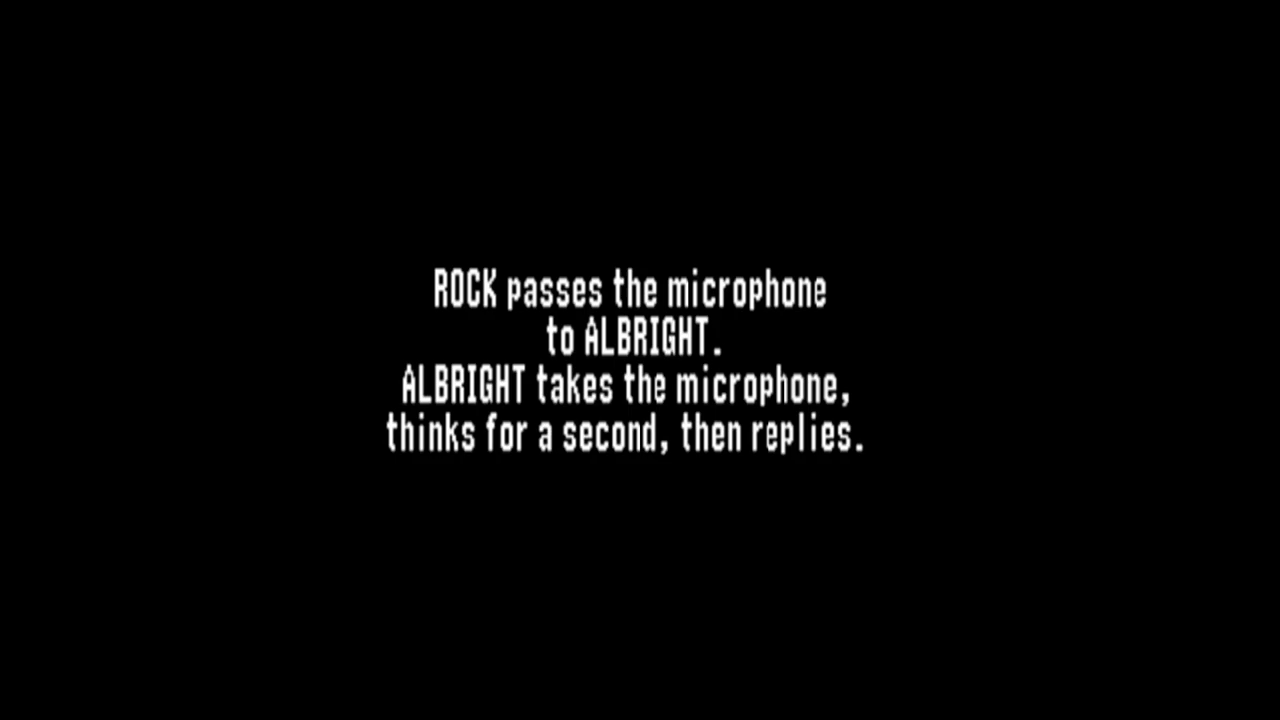 ROCK passes the microphone
to ALBRIGHT.
ALBRIGHT takes the microphone,
thinks for a second, then replies.